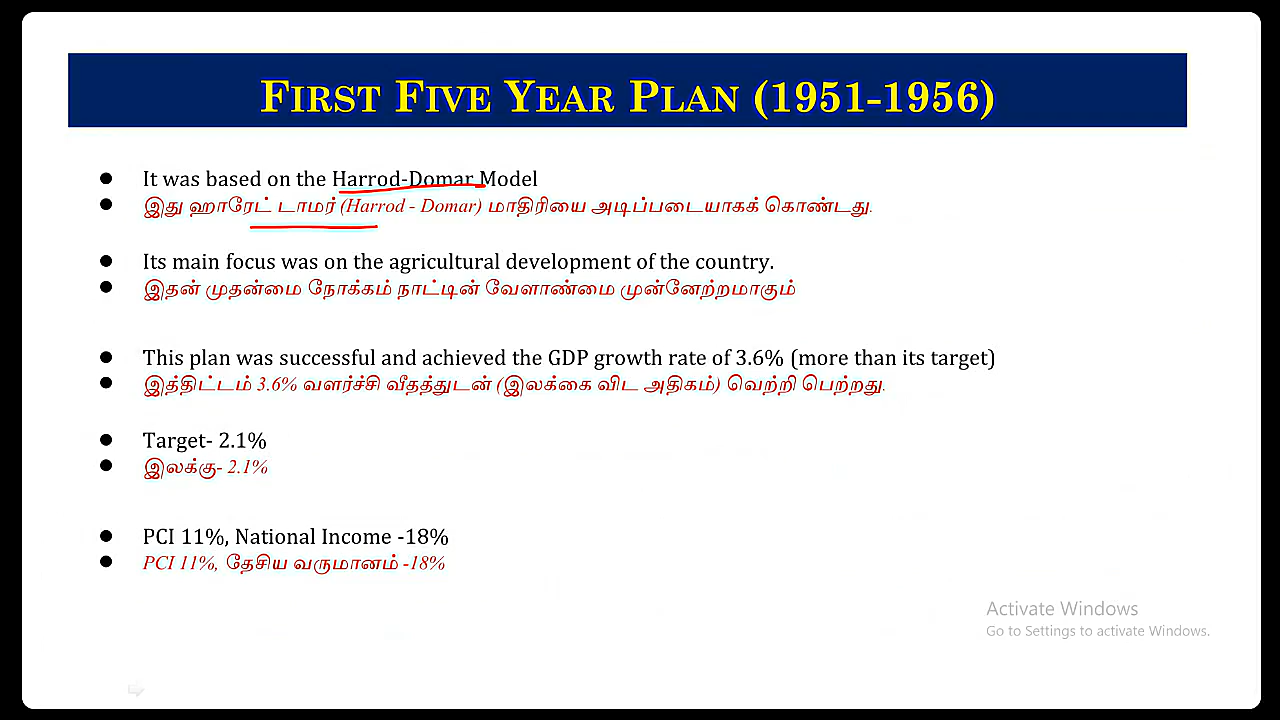 FIRST FIVE YEAR PLAN (1951-1956)
● It was based on the Harrod-Domar Model
● இது ஹாரேட் டாமர் (Harrod - Domar) மாதிரியை அடிப்படையாகக் கொண்டது.
● Its main focus was on the agricultural development of the country.
● இதன் முதன்மை நோக்கம் நாட்டின் வேளாண்மை முன்னேற்றமாகும்
● This plan was successful and achieved the GDP growth rate of 3.6% (more than its target)
● இத்திட்டம் 3.6% வளர்ச்சி வீதத்துடன் (இலக்கை விட அதிகம்) வெற்றி பெற்றது.
● Target- 2.1%
● இலக்கு- 2.1%
● PCI 11%, National Income -18%
● PCI 11%, தேசிய வருமானம் -18%
Activate Windows
Go to Settings to activate Windows.